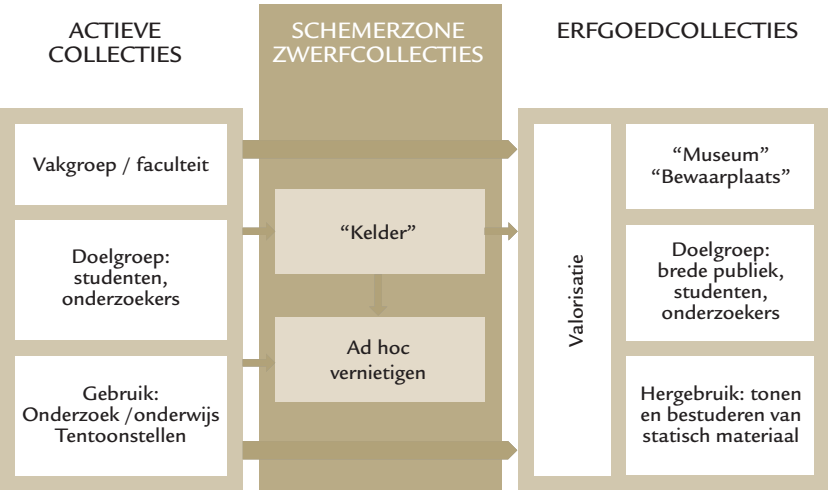 ACTIEVE
COLLECTIES
SCHEMERZONE
ZWERFCOLLECTIES
ERFGOEDCOLLECTIES
Vakgroep / faculteit
Doelgroep:
studenten,
onderzoekers
Gebruik:
Onderzoek /onderwijs
Tentoonstellen
“Kelder”
Ad hoc
vernietigen
Valorisatie
“Museum”
“Bewaarplaats”
Doelgroep:
brede publiek,
studenten,
onderzoekers
Hergebruik: tonen
en bestuderen van
statisch materiaal